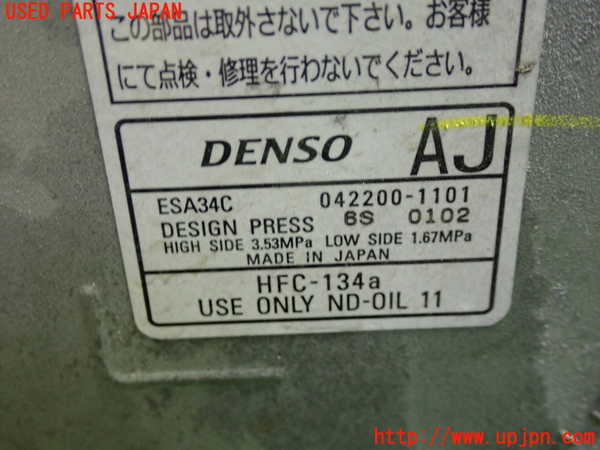 USED PARTS JAPAN
この部品は取外さないで下さい。お客様
にて点検・修理を行わないでください。
DENSO AJ
ESA34C 042200-1101
DESIGN PRESS 6S 0102
HIGH SIDE 3.53MPa LOW SIDE 1.67MPa
MADE IN JAPAN
HFC-134a
USE ONLY ND-OIL 11
http://www.upjpn.com/